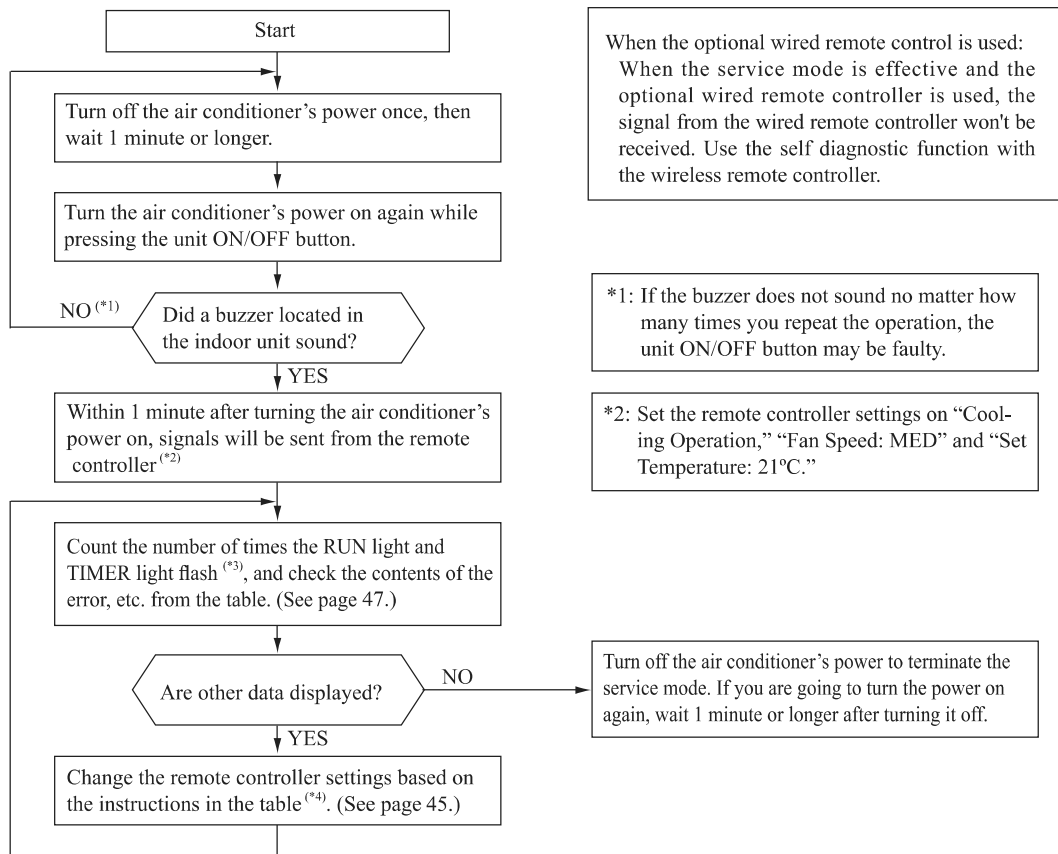 Start
Turn off the air conditioner's power once, then
wait 1 minute or longer.
Turn the air conditioner's power on again while
pressing the unit ON/OFF button.
NO (*1)
Did a buzzer located in
the indoor unit sound?
YES
Within 1 minute after turning the air conditioner's
power on, signals will be sent from the remote
controller (*2)
Count the number of times the RUN light and
TIMER light flash (*3), and check the contents of the
error, etc. from the table. (See page 47.)
Are other data displayed?
NO
YES
Change the remote controller settings based on
the instructions in the table (*4). (See page 45.)
When the optional wired remote control is used:
When the service mode is effective and the
optional wired remote controller is used, the
signal from the wired remote controller won't be
received. Use the self diagnostic function with
the wireless remote controller.
*1: If the buzzer does not sound no matter how
many times you repeat the operation, the
unit ON/OFF button may be faulty.
*2: Set the remote controller settings on “Cool-
ing Operation,” “Fan Speed: MED” and “Set
Temperature: 21ºC.”
Turn off the air conditioner's power to terminate the
service mode. If you are going to turn the power on
again, wait 1 minute or longer after turning it off.